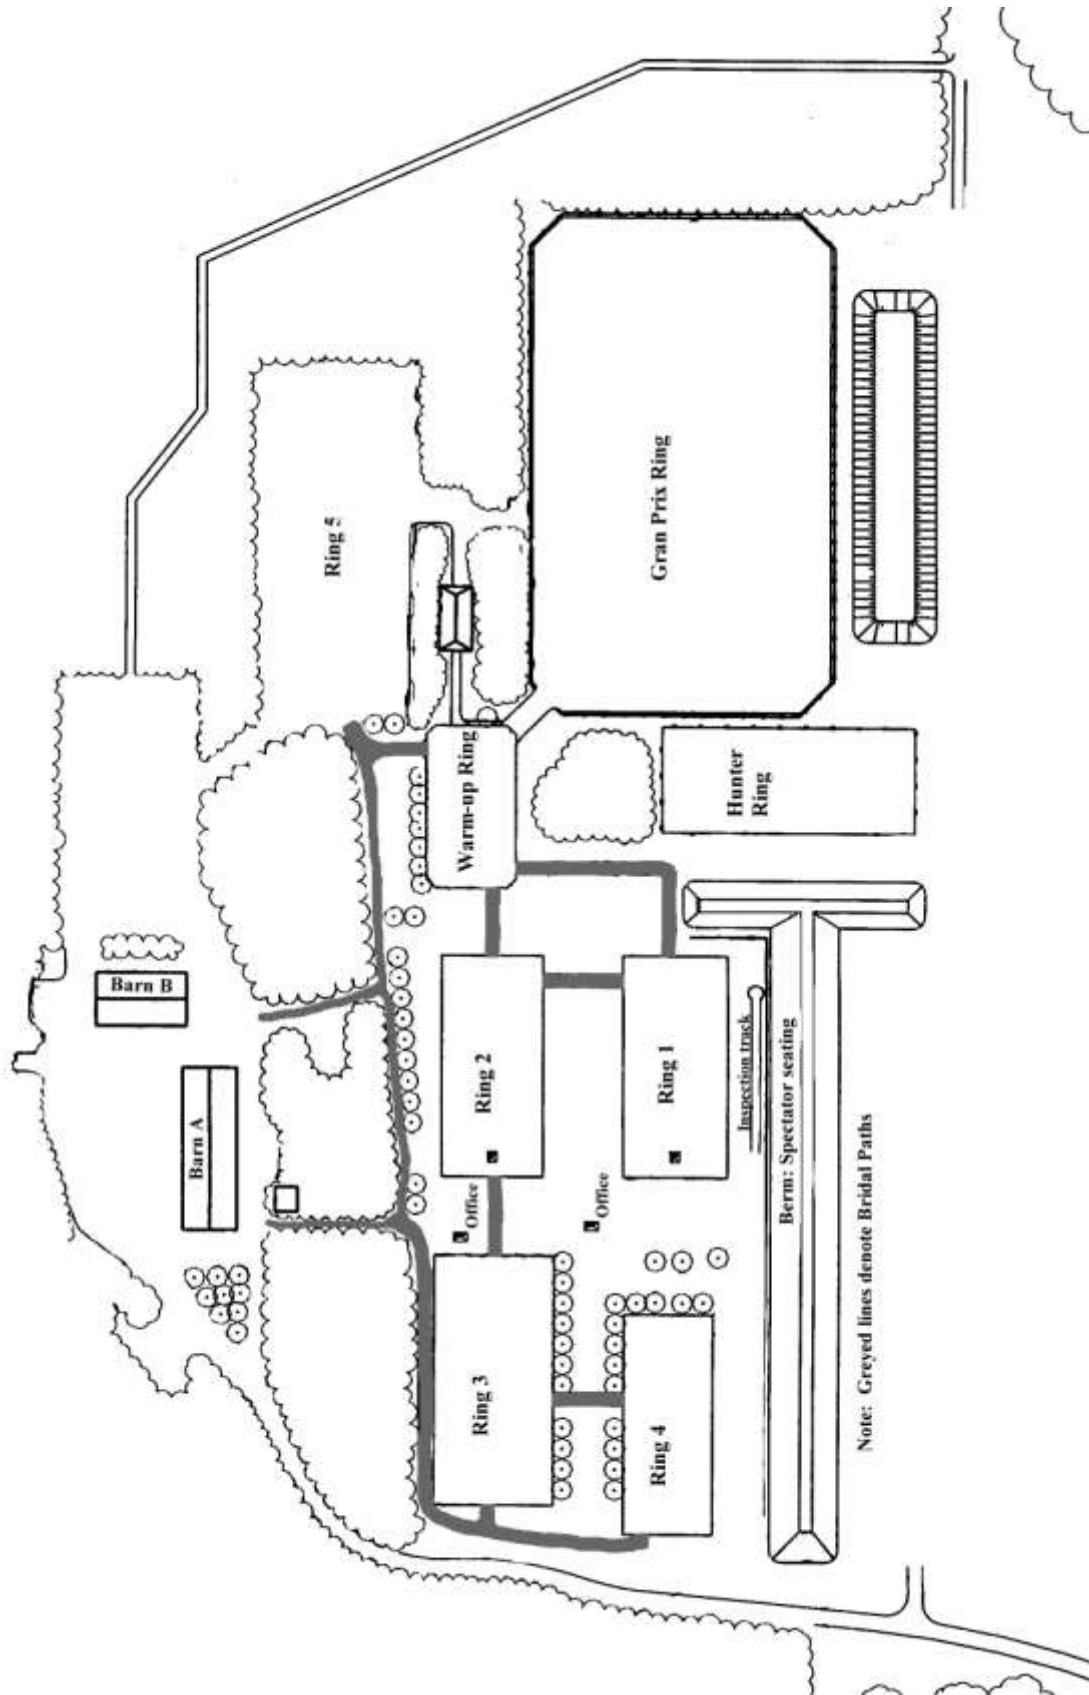 Barn B
Barn A
Ring 5
Gran Prix Ring
Warm-up Ring
Hunter
Ring
Ring 2
Ring 1
Inspection track
Berm: Spectator seating
Office
Office
Ring 3
Ring 4
Note: Greyed lines denote Bridal Paths